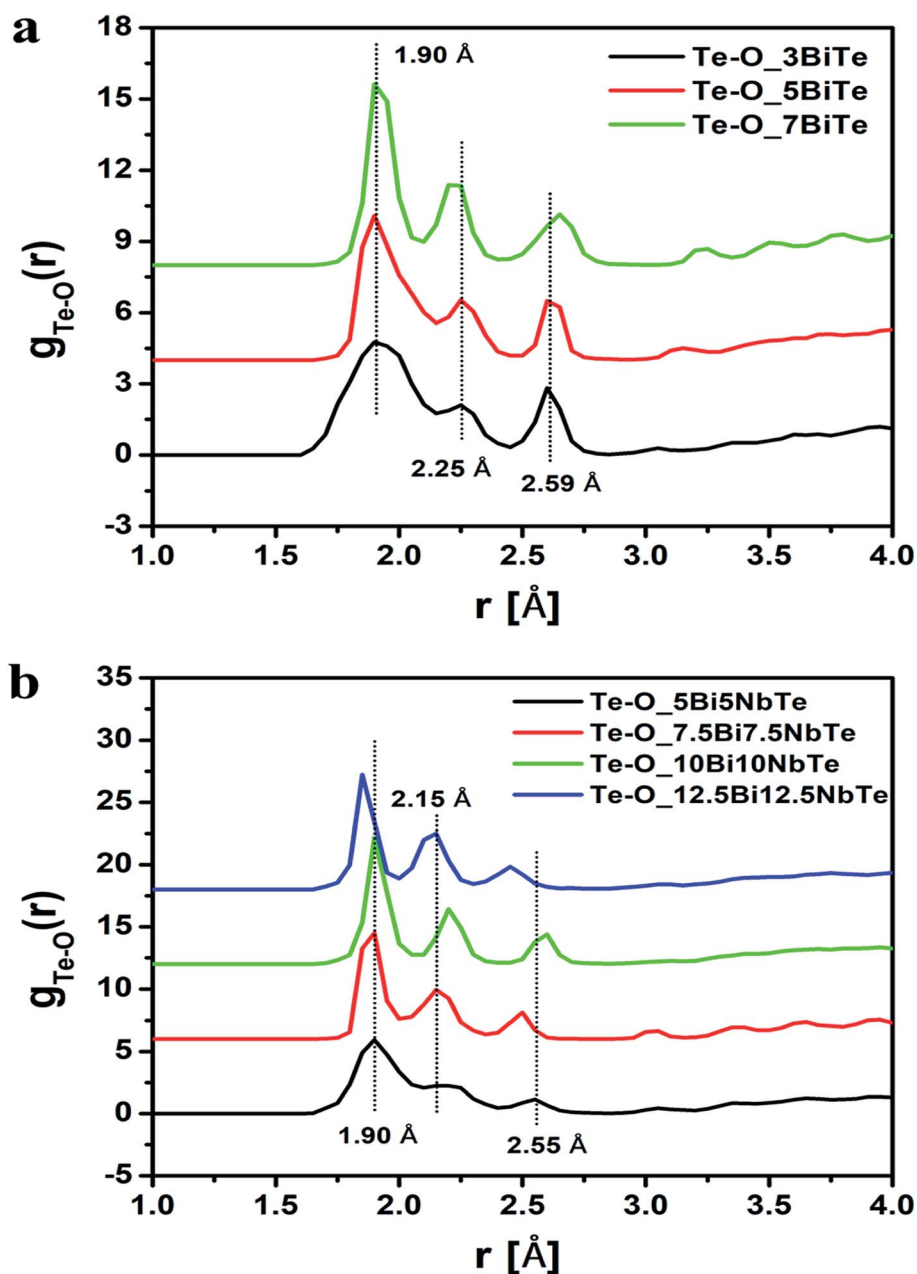 a
18
15
12
9
6
3
0
-3
g_Te-O(r)
1.90 Å
Te-O_3BiTe
Te-O_5BiTe
Te-O_7BiTe
2.25 Å
2.59 Å
1.0 1.5 2.0 2.5 3.0 3.5 4.0
r [Å]
b
35
30
25
20
15
10
5
0
-5
g_Te-O(r)
Te-O_5Bi5NbTe
Te-O_7.5Bi7.5NbTe
Te-O_10Bi10NbTe
Te-O_12.5Bi12.5NbTe
2.15 Å
1.90 Å
2.55 Å
1.0 1.5 2.0 2.5 3.0 3.5 4.0
r [Å]